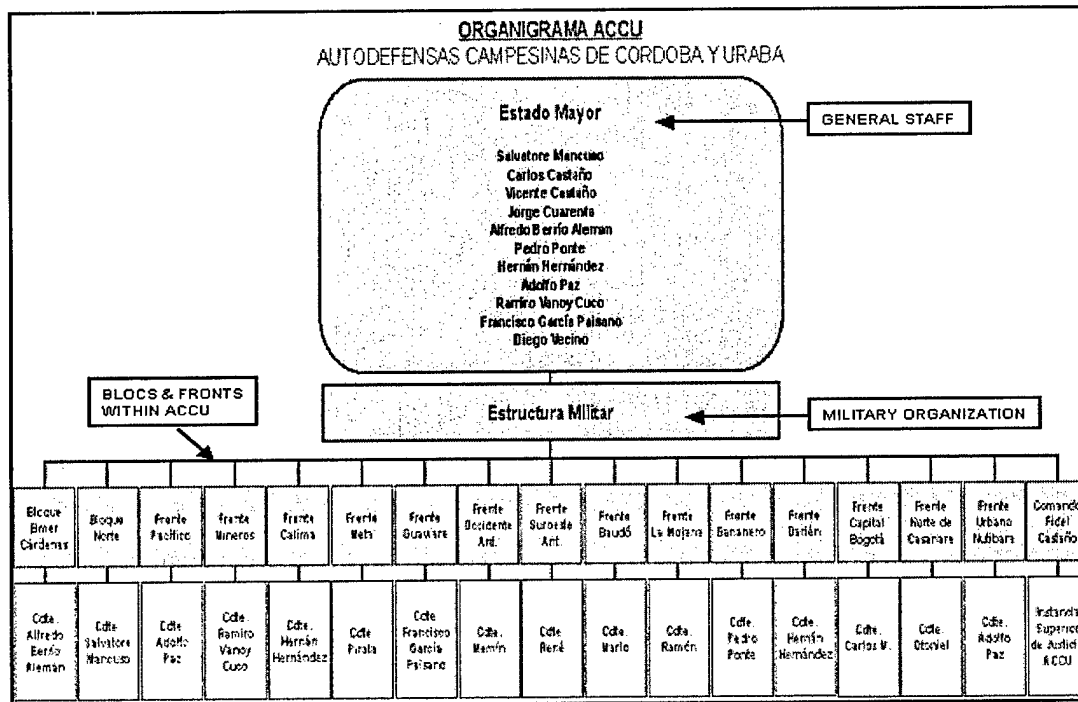 ORGANIGRAMA ACCU
AUTODEFENSAS CAMPESINAS DE CORDOBA Y URABA
Estado Mayor
GENERAL STAFF
Salvatore Mancuso
Carlos Castaño
Vicente Castaño
Jorge Cuarenta
Alfredo Berrío Aleman
Pedro Ponte
Hernán Hernández
Adolfo Paz
Ramiro Vanoy Cuco
Francisco García Paisano
Diego Vecino
BLOCS & FRONTS
WITHIN ACCU
Estructura Militar
MILITARY ORGANIZATION
Bloque
Elmer
Cárdenas
Bloque
Norte
Frente
Pacífico
Frente
Mineros
Frente
Calima
Frente
Meta
Frente
Guaviare
Frente
Occidente
Ant.
Frente
Suroeste
Ant.
Frente
Baudó
Frente
La Mojana
Frente
Bananero
Frente
Darién
Frente
Capital
Bogotá
Frente
Norte de
Casanare
Frente
Urbano
Nutibara
Comando
Fidel
Castaño
Cdte.
Alfredo
Berrío
Alemán
Cdte
Salvatore
Mancuso
Cdte
Adolfo
Paz
Cdte.
Ramiro
Vanoy
Cuco
Cdte.
Hernán
Hernández
Cdte
Pirata
Cdte
Francisco
García
Paisano
Cdte.
Memín
Cdte
René
Cdte.
Mario
Cdte.
Ramón
Cdte.
Pedro
Ponte
Cdte.
Hernán
Hernández
Cdte.
Carlos M.
Cdte.
Otoniel
Cdte.
Adolfo
Paz
Instancia
Superior
de Justicia
ACCU